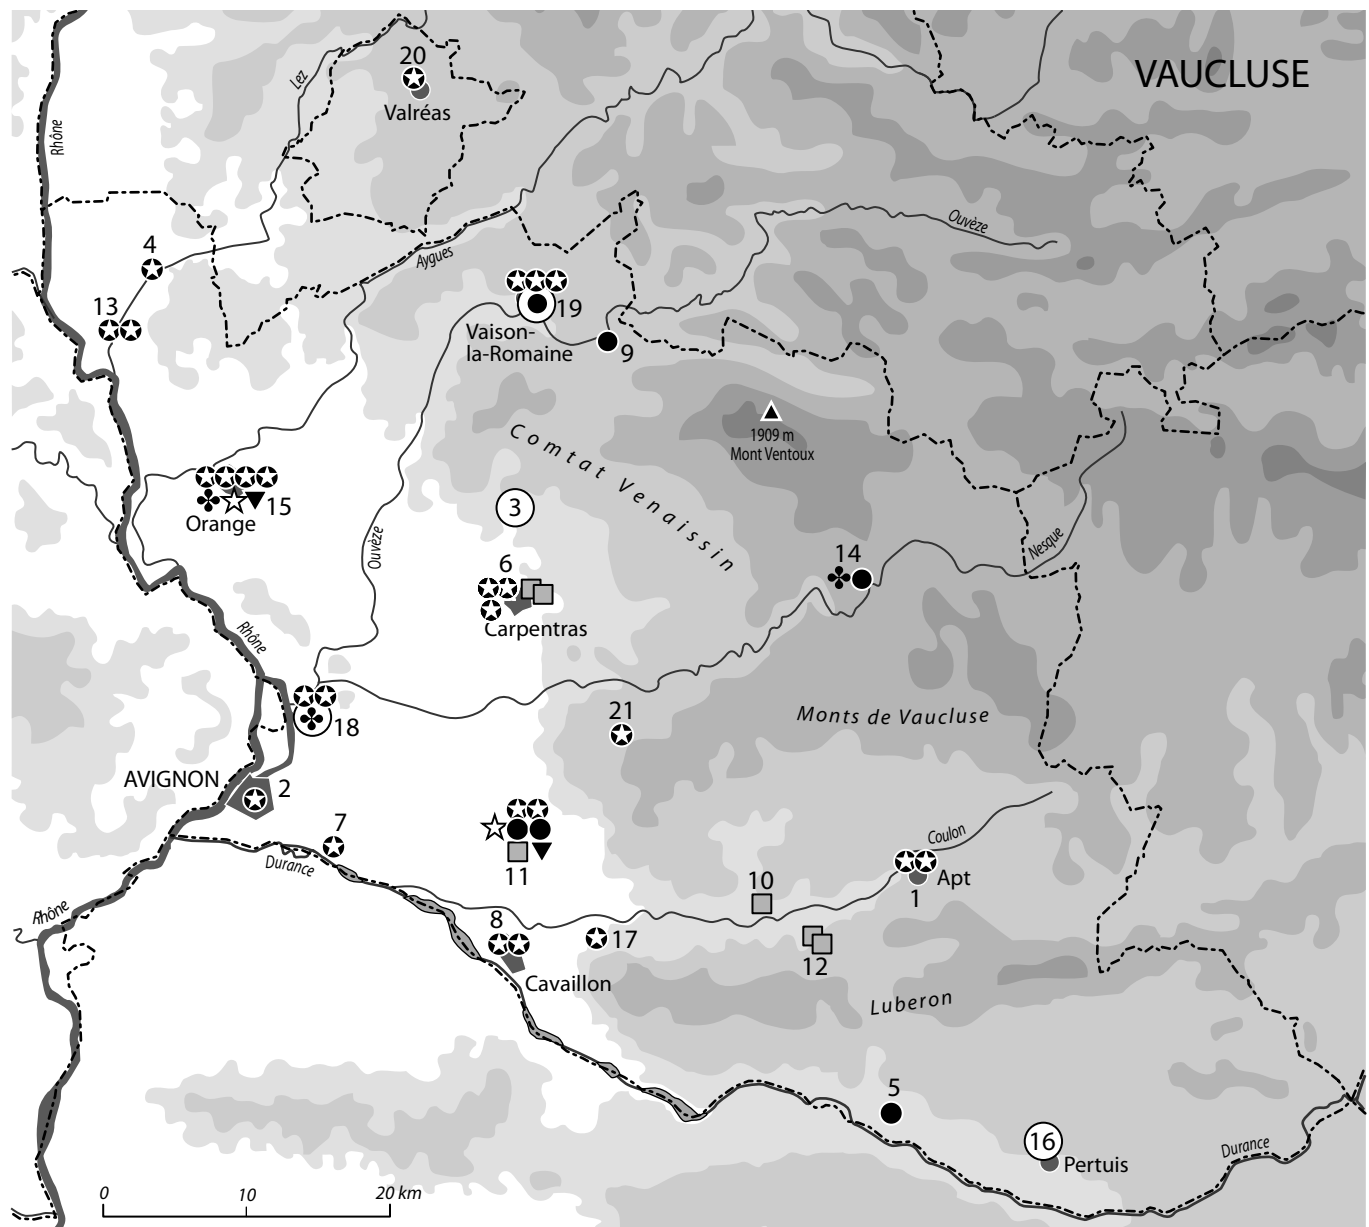 VAUCLUSE
20
Valréas
Lez
Rhône
4
13
Aygues
Ouvèze
19
Vaison-
la-Romaine
9
1909 m
Mont Ventoux
Comtat Venaissin
3
15
Orange
Ouvèze
6
Carpentras
14
Nesque
Rhône
18
21
Monts de Vaucluse
AVIGNON
2
7
Durance
11
Coulon
Apt
1
10
12
8
17
Cavaillon
Rhône
Luberon
5
16
Pertuis
Durance
0
10
20 km